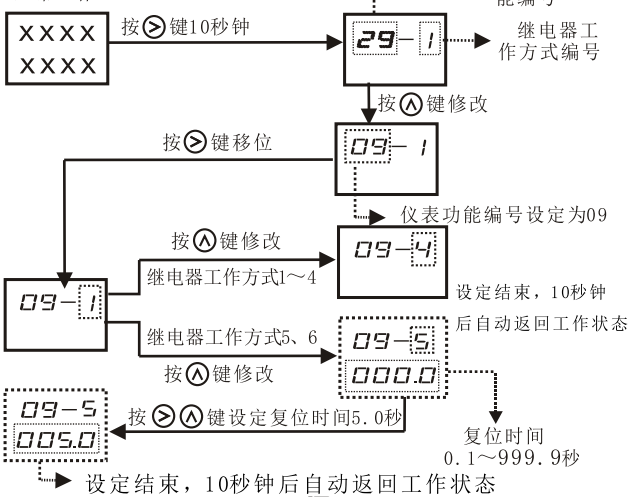 能编号
XXXX
XXXX
按>键10秒钟
29-1
继电器工
作方式编号
按∧键修改
按>键移位
09-1
仪表功能编号设定为09
按∧键修改
09-4
继电器工作方式1～4
09-1
设定结束，10秒钟
后自动返回工作状态
继电器工作方式5、6
09-5
000.0
按∧键修改
09-5
005.0
按>∧键设定复位时间5.0秒
复位时间
0.1～999.9秒
设定结束，10秒钟后自动返回工作状态